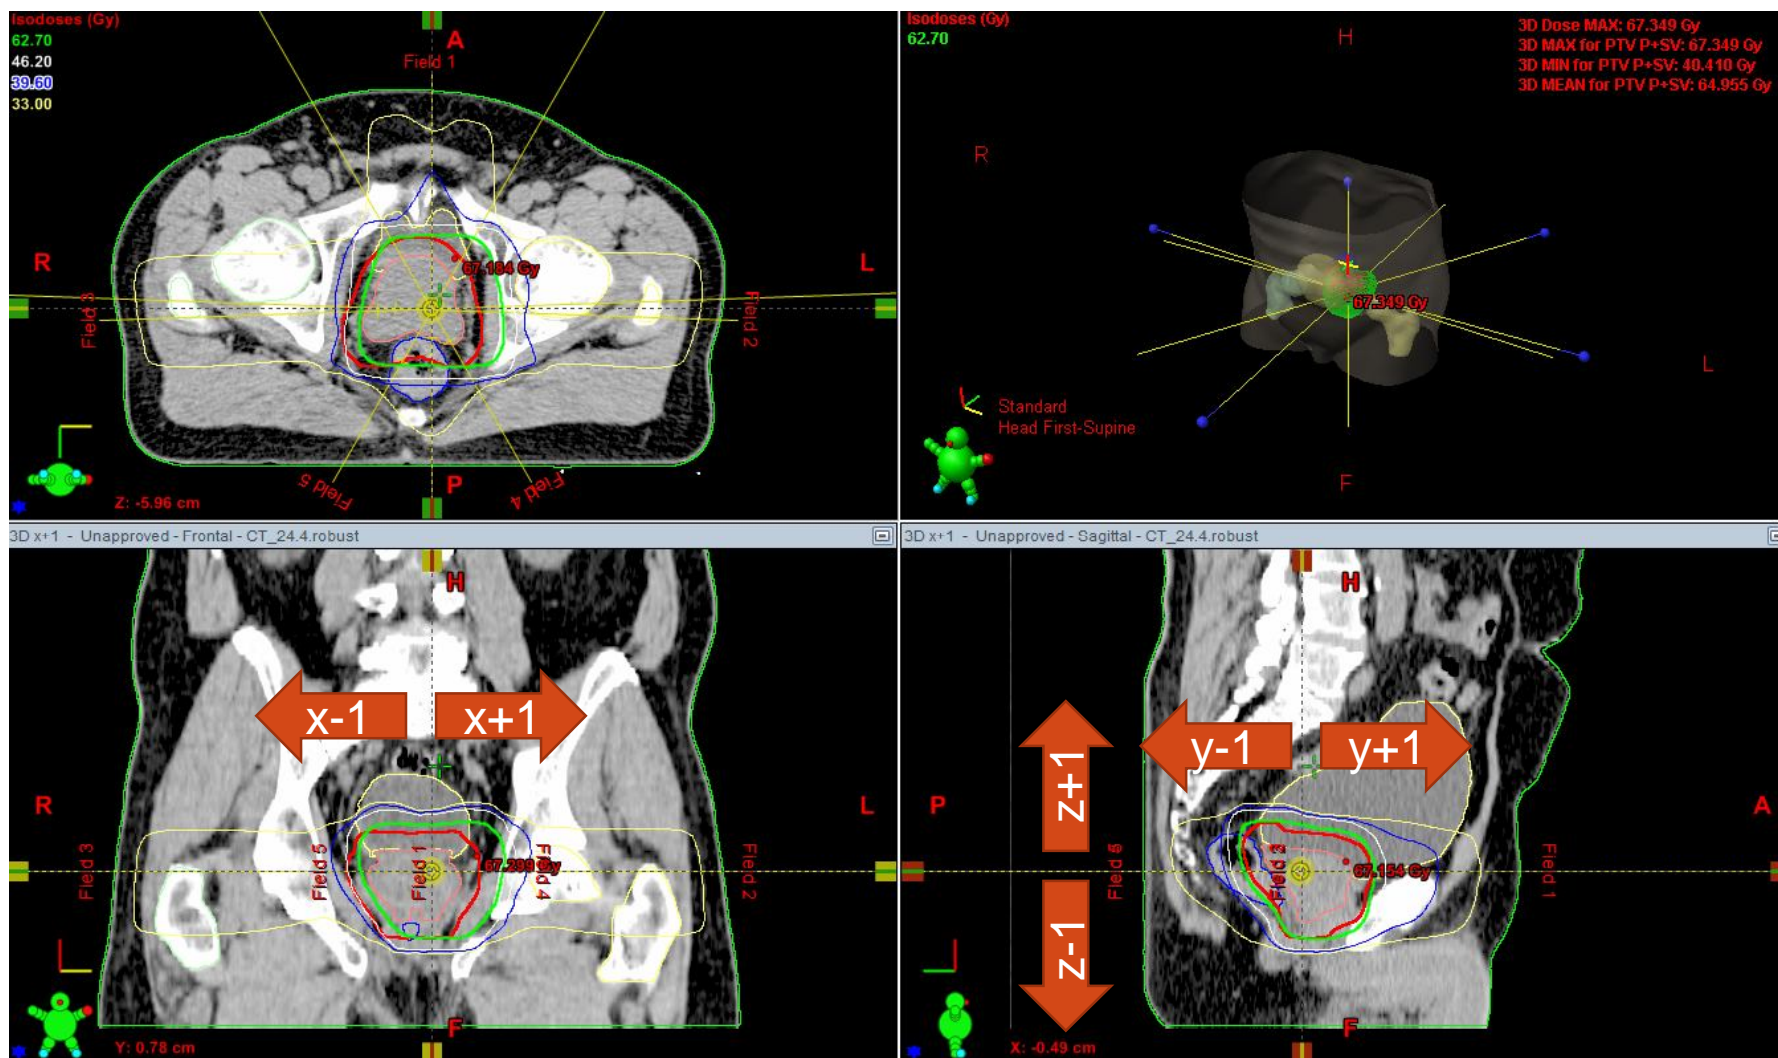 Isodoses (Gy)
62.70
46.20
39.60
33.00
A
Field 1
R
L
Field 3
Field 2
67.184 Gy
Field 5
Field 4
P
Z: -5.96 cm
Isodoses (Gy)
62.70
3D Dose MAX: 67.349 Gy
3D MAX for PTV P+SV: 67.349 Gy
3D MIN for PTV P+SV: 40.410 Gy
3D MEAN for PTV P+SV: 64.955 Gy
H
R
67.349 Gy
L
Standard
Head First-Supine
F
3D x+1 - Unapproved - Frontal - CT_24.4.robust
H
x-1
x+1
R
L
Field 3
Field 5
Field 1
67.299 Gy
Field 4
Field 2
F
Y: 0.78 cm
3D x+1 - Unapproved - Sagittal - CT_24.4.robust
H
z+1
y-1
y+1
P
A
Field 3
67.154 Gy
Field 1
z-1
F
X: -0.49 cm